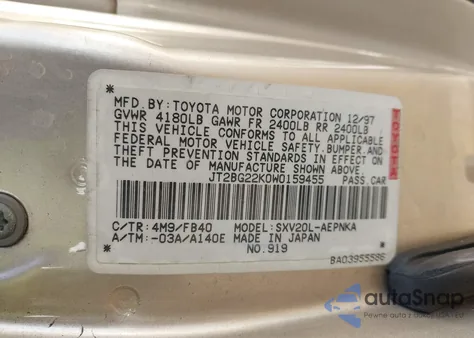 MFD.BY:TOYOTA MOTOR CORPORATION 12/97
GVWR 4180LB GAWR FR 2400LB RR 2400LB
THIS VEHICLE CONFORMS TO ALL APPLICABLE
FEDERAL MOTOR VEHICLE SAFETY,BUMPER,AND
THEFT PREVENTION STANDARDS IN EFFECT ON
THE DATE OF MANUFACTURE SHOWN ABOVE.
JT2BG22K0W0159455 PASS.CAR
TOYOTA
C/TR:4M9/FB40 MODEL:SXV20L-AEPNKA
A/TM:-03A/A140E MADE IN JAPAN
NO.919
BA03955586
autoSnap
Pewne auto z USA